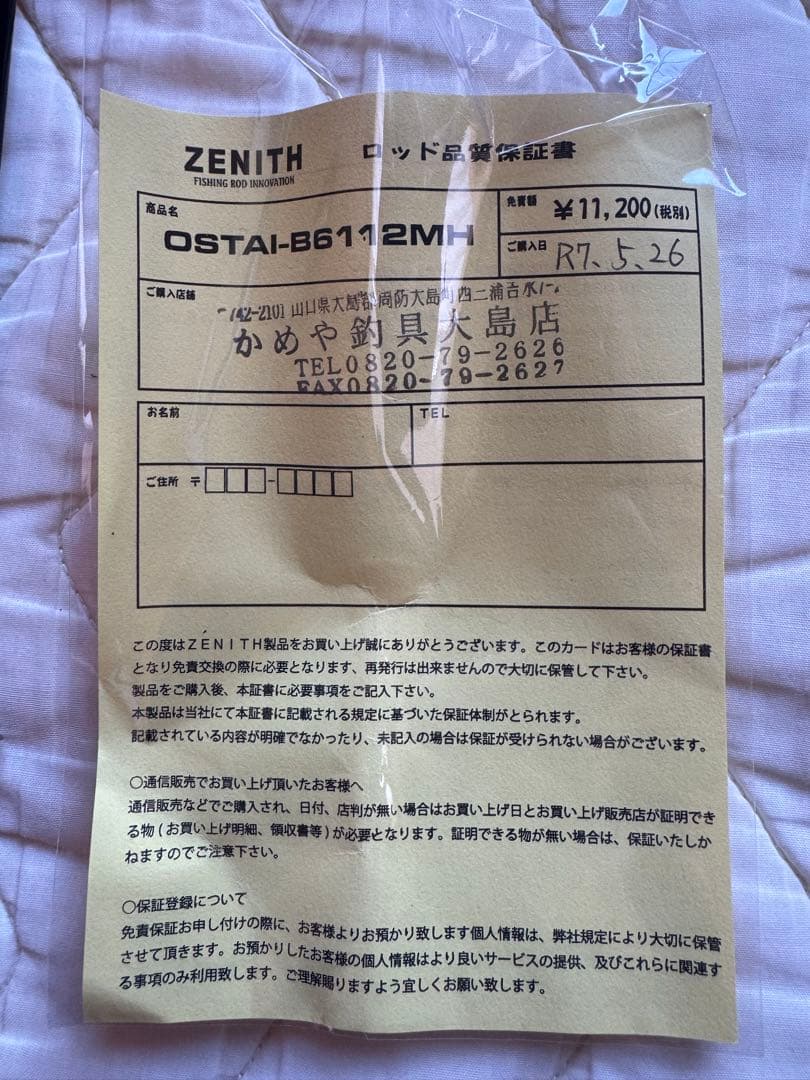 ZENITH
FISHING ROD INNOVATION
ロッド品質保証書
商品名
OSTAI-B6112MH
免責額
¥11,200(税別)
ご購入日
R7.5.26
ご購入店舗
742-2101 山口県大島郡周防大島町西三浦吉水
かめや釣具大島店
TEL0820-79-2626
FAX0820-79-2627
お名前
TEL
ご住所 〒 -
この度はZENITH製品をお買い上げ誠にありがとうございます。このカードはお客様の保証書
となり免責交換の際に必要となります、再発行は出来ませんので大切に保管して下さい。
製品をご購入後、本証書に必要事項をご記入下さい。
本製品は当社にて本証書に記載される規定に基づいた保証体制がとられます。
記載されている内容が明確でなかったり、未記入の場合は保証が受けられない場合がございます。
○通信販売でお買い上げ頂いたお客様へ
通信販売などでご購入され、日付、店判が無い場合はお買い上げ日とお買い上げ販売店が証明でき
る物(お買い上げ明細、領収書等)が必要となります。証明できる物が無い場合は、保証いたしか
ねますのでご注意下さい。
○保証登録について
免責保証お申し付けの際に、お客様よりお預かり致します個人情報は、弊社規定により大切に保管
させて頂きます。お預かりしたお客様の個人情報はより良いサービスの提供、及びこれらに関連す
る事項のみ利用致します。ご理解賜りますよう宜しくお願い致します。